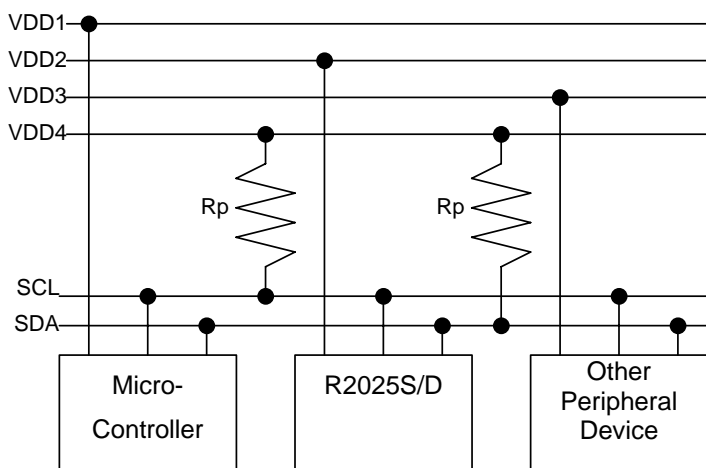 VDD1
VDD2
VDD3
VDD4
Rp
Rp
SCL
SDA
Micro-
Controller
R2025S/D
Other
Peripheral
Device